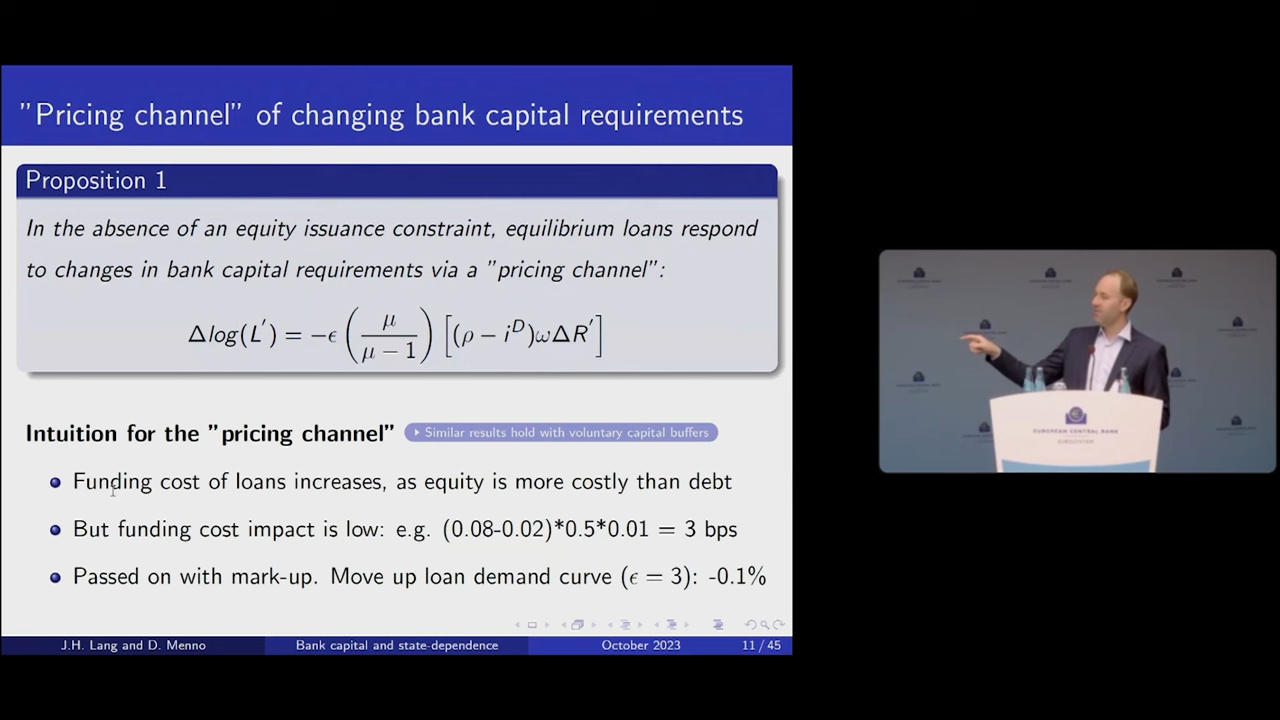 "Pricing channel" of changing bank capital requirements
Proposition 1
In the absence of an equity issuance constraint, equilibrium loans respond
to changes in bank capital requirements via a "pricing channel":
Δlog(L′) = −ϵ (μ / (μ − 1)) [(ρ − i^D)ωΔR′]
Intuition for the "pricing channel"
Similar results hold with voluntary capital buffers
Funding cost of loans increases, as equity is more costly than debt
But funding cost impact is low: e.g. (0.08-0.02)*0.5*0.01 = 3 bps
Passed on with mark-up. Move up loan demand curve (ϵ = 3): -0.1%
J.H. Lang and D. Menno
Bank capital and state-dependence
October 2023
11 / 45
EUROPEAN CENTRAL BANK
EUROSYSTEM